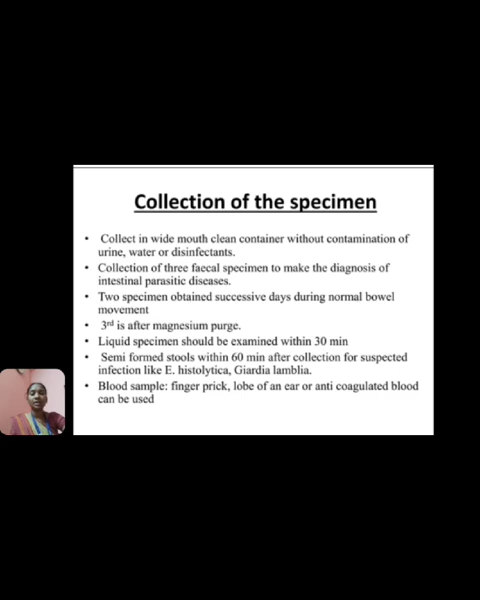 Collection of the specimen
• Collect in wide mouth clean container without contamination of
urine, water or disinfectants.
• Collection of three faecal specimen to make the diagnosis of
intestinal parasitic diseases.
• Two specimen obtained successive days during normal bowel
movement
• 3rd is after magnesium purge.
• Liquid specimen should be examined within 30 min
• Semi formed stools within 60 min after collection for suspected
infection like E. histolytica, Giardia lamblia.
• Blood sample: finger prick, lobe of an ear or anti coagulated blood
can be used